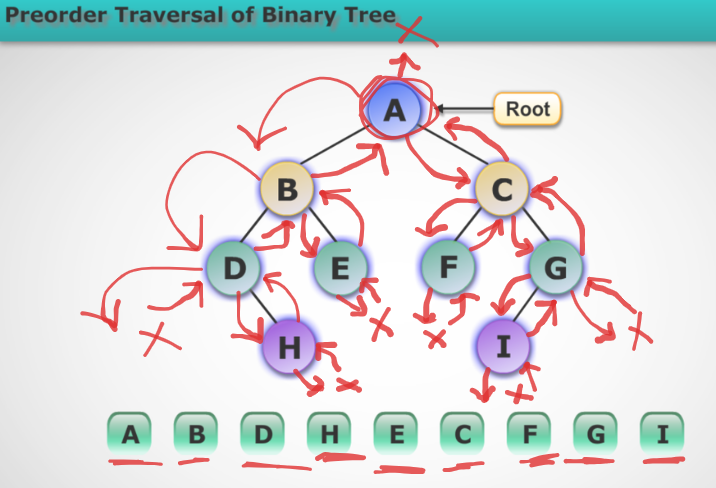 Preorder Traversal of Binary Tree
A
Root
B
C
D
E
F
G
H
I
A B D H E C F G I